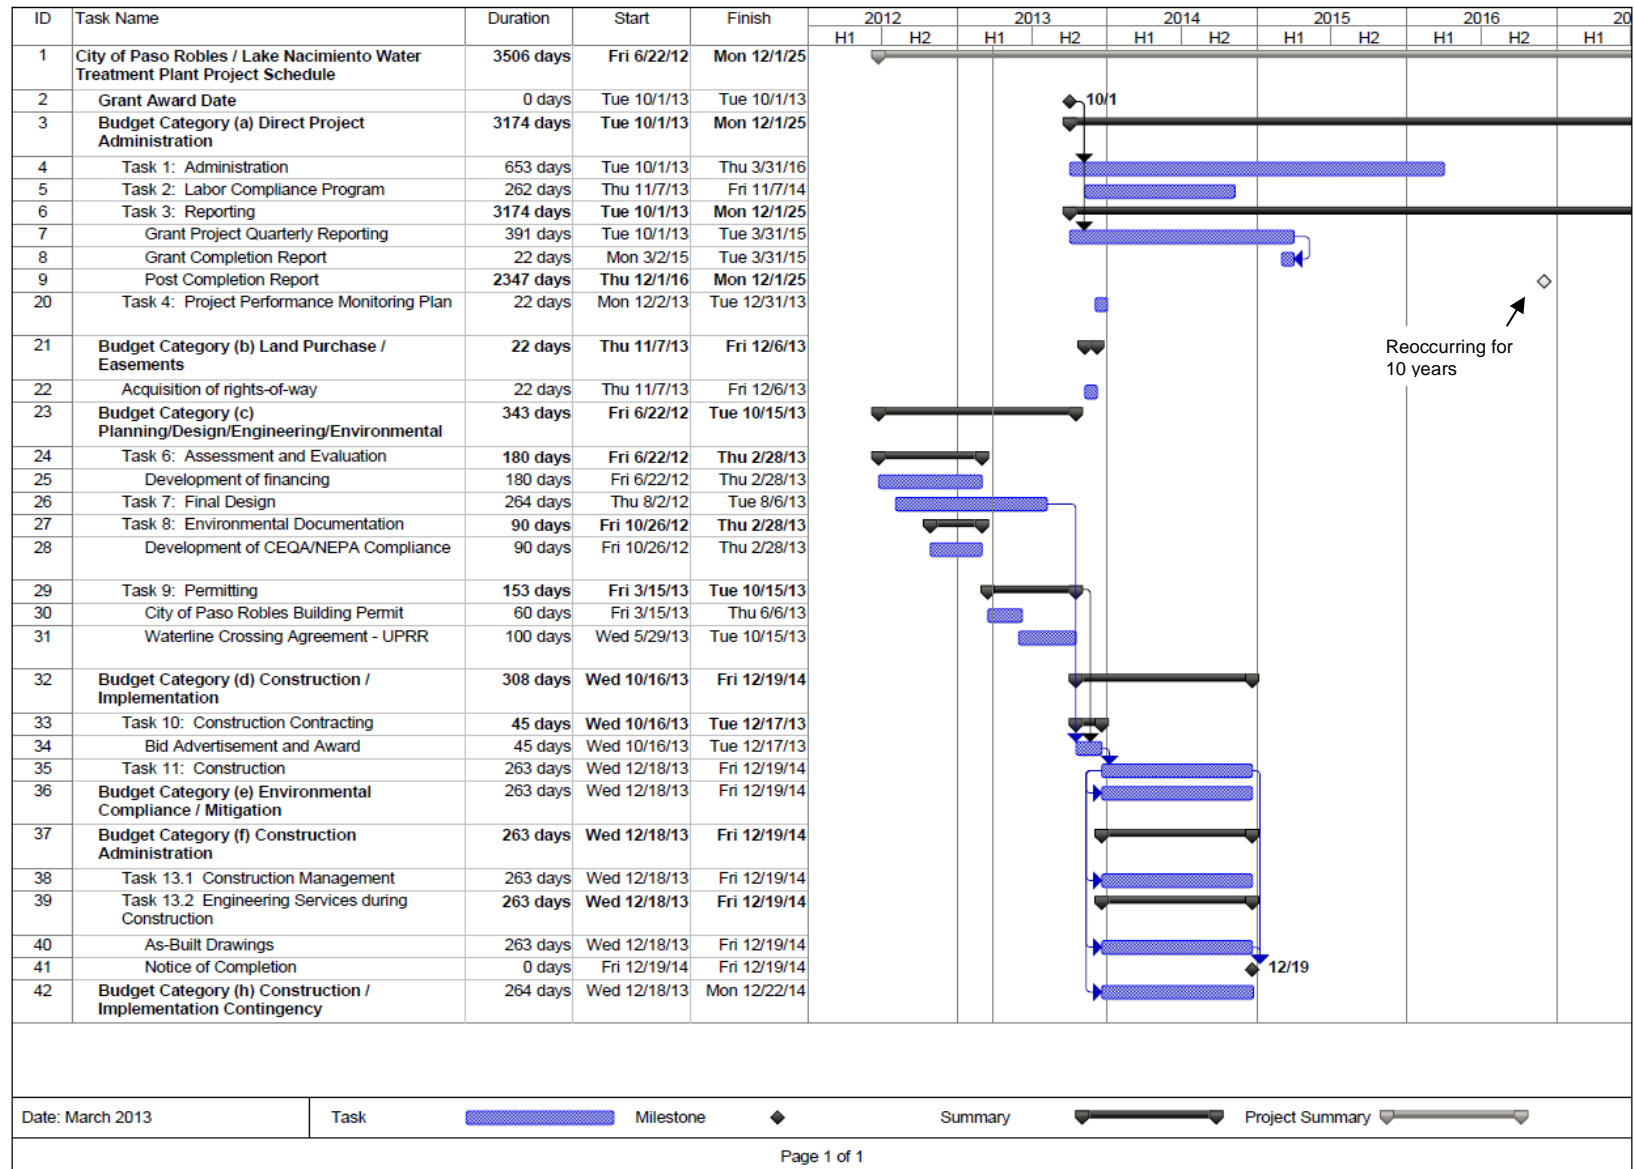 ID Task Name Duration Start Finish 2012 2013 2014 2015 2016 20
H1 H2 H1 H2 H1 H2 H1 H2 H1 H2 H1
1 City of Paso Robles / Lake Nacimiento Water 3506 days Fri 6/22/12 Mon 12/1/25
Treatment Plant Project Schedule
2 Grant Award Date 0 days Tue 10/1/13 Tue 10/1/13 10/1
3 Budget Category (a) Direct Project 3174 days Tue 10/1/13 Mon 12/1/25
Administration
4 Task 1: Administration 653 days Tue 10/1/13 Thu 3/31/16
5 Task 2: Labor Compliance Program 262 days Thu 11/7/13 Fri 11/7/14
6 Task 3: Reporting 3174 days Tue 10/1/13 Mon 12/1/25
7 Grant Project Quarterly Reporting 391 days Tue 10/1/13 Tue 3/31/15
8 Grant Completion Report 22 days Mon 3/2/15 Tue 3/31/15
9 Post Completion Report 2347 days Thu 12/1/16 Mon 12/1/25
20 Task 4: Project Performance Monitoring Plan 22 days Mon 12/2/13 Tue 12/31/13
21 Budget Category (b) Land Purchase / 22 days Thu 11/7/13 Fri 12/6/13
Easements
Reoccurring for
10 years
22 Acquisition of rights-of-way 22 days Thu 11/7/13 Fri 12/6/13
23 Budget Category (c) 343 days Fri 6/22/12 Tue 10/15/13
Planning/Design/Engineering/Environmental
24 Task 6: Assessment and Evaluation 180 days Fri 6/22/12 Thu 2/28/13
25 Development of financing 180 days Fri 6/22/12 Thu 2/28/13
26 Task 7: Final Design 264 days Thu 8/2/12 Tue 8/6/13
27 Task 8: Environmental Documentation 90 days Fri 10/26/12 Thu 2/28/13
28 Development of CEQA/NEPA Compliance 90 days Fri 10/26/12 Thu 2/28/13
29 Task 9: Permitting 153 days Fri 3/15/13 Tue 10/15/13
30 City of Paso Robles Building Permit 60 days Fri 3/15/13 Thu 6/6/13
31 Waterline Crossing Agreement - UPRR 100 days Wed 5/29/13 Tue 10/15/13
32 Budget Category (d) Construction / 308 days Wed 10/16/13 Fri 12/19/14
Implementation
33 Task 10: Construction Contracting 45 days Wed 10/16/13 Tue 12/17/13
34 Bid Advertisement and Award 45 days Wed 10/16/13 Tue 12/17/13
35 Task 11: Construction 263 days Wed 12/18/13 Fri 12/19/14
36 Budget Category (e) Environmental 263 days Wed 12/18/13 Fri 12/19/14
Compliance / Mitigation
37 Budget Category (f) Construction 263 days Wed 12/18/13 Fri 12/19/14
Administration
38 Task 13.1 Construction Management 263 days Wed 12/18/13 Fri 12/19/14
39 Task 13.2 Engineering Services during 263 days Wed 12/18/13 Fri 12/19/14
Construction
40 As-Built Drawings 263 days Wed 12/18/13 Fri 12/19/14
41 Notice of Completion 0 days Fri 12/19/14 Fri 12/19/14 12/19
42 Budget Category (h) Construction / 264 days Wed 12/18/13 Mon 12/22/14
Implementation Contingency
Date: March 2013 Task Milestone Summary Project Summary
Page 1 of 1